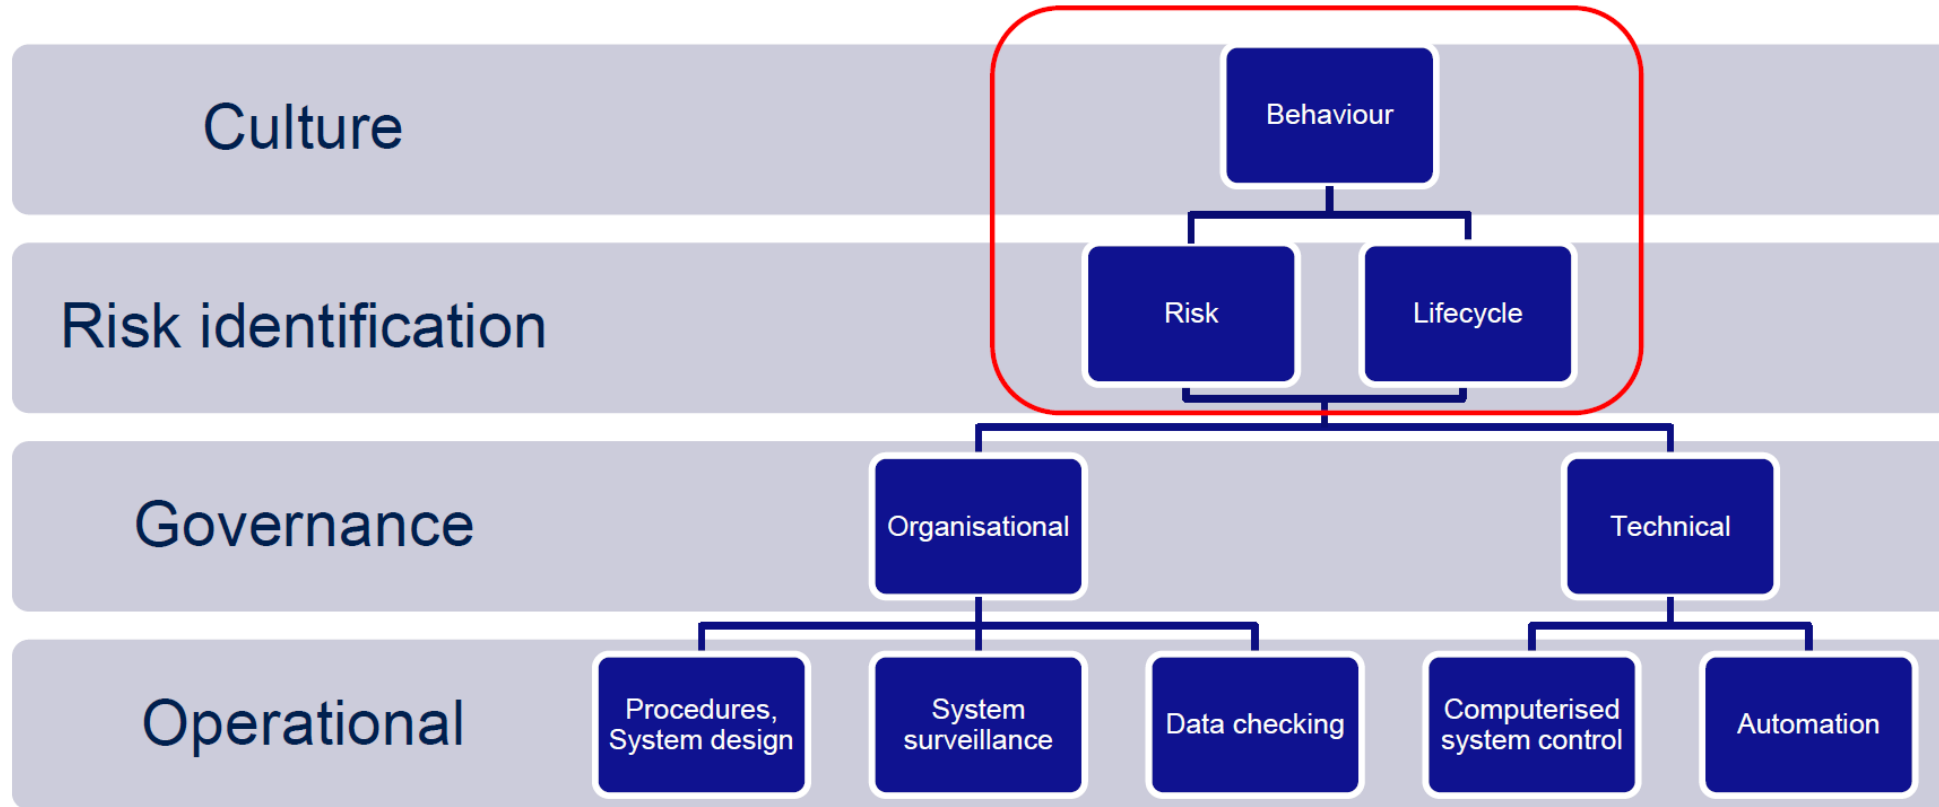 Culture
Behaviour
Risk identification
Risk
Lifecycle
Governance
Organisational
Technical
Operational
Procedures,
System design
System
surveillance
Data checking
Computerised
system control
Automation